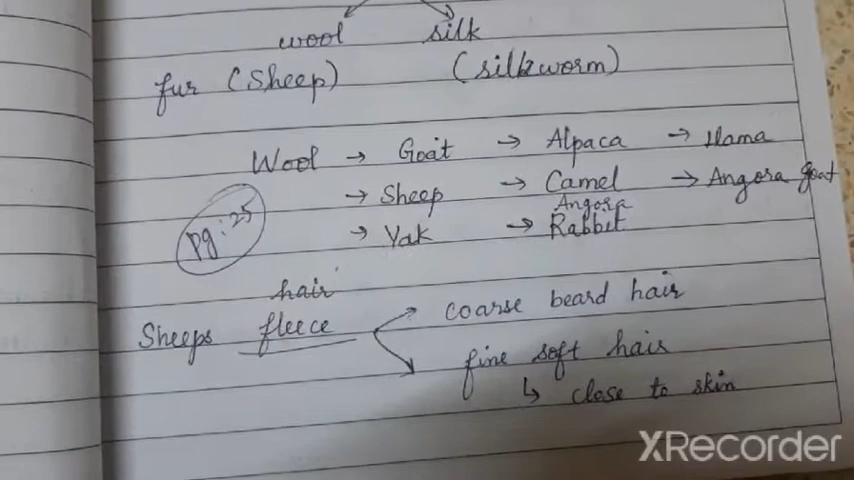 wool silk
fur (Sheep) (silkworm)
Wool → Goat → Alpaca → llama
→ Sheep → Camel → Angora goat
pg:25 → Yak → Angora Rabbit
hair
Sheeps fleece → coarse beard hair
→ fine soft hair
↳ close to skin
XRecorder